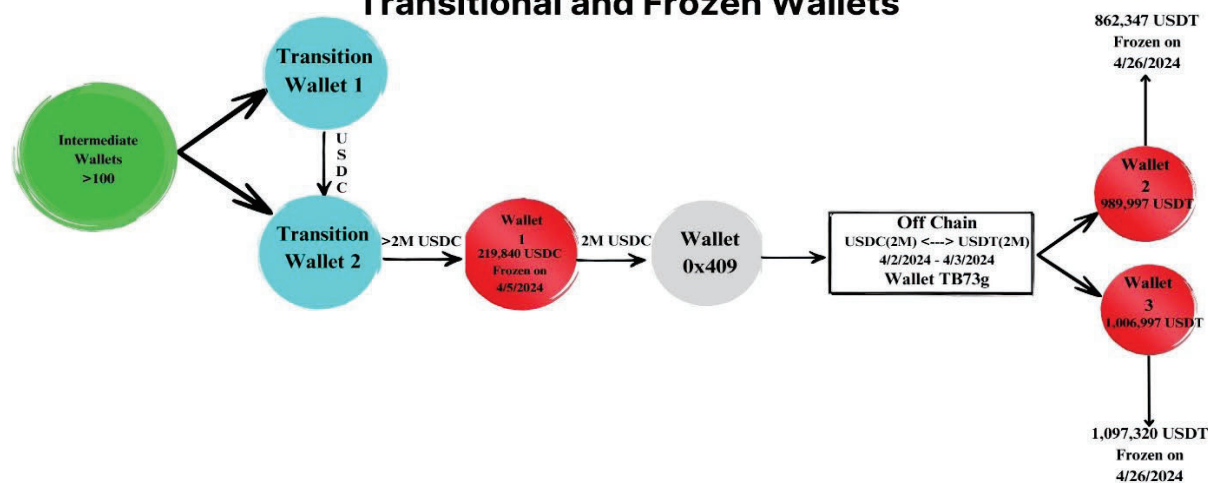 Transitional and Frozen Wallets
Intermediate
Wallets
>100
Transition
Wallet 1
U
S
D
C
Transition
Wallet 2
>2M USDC
Wallet
1
219,840 USDC
Frozen on
4/5/2024
2M USDC
Wallet
0x409
Off Chain
USDC(2M) <---> USDT(2M)
4/2/2024 - 4/3/2024
Wallet TB73g
862,347 USDT
Frozen on
4/26/2024
Wallet
2
989,997 USDT
Wallet
3
1,006,997 USDT
1,097,320 USDT
Frozen on
4/26/2024